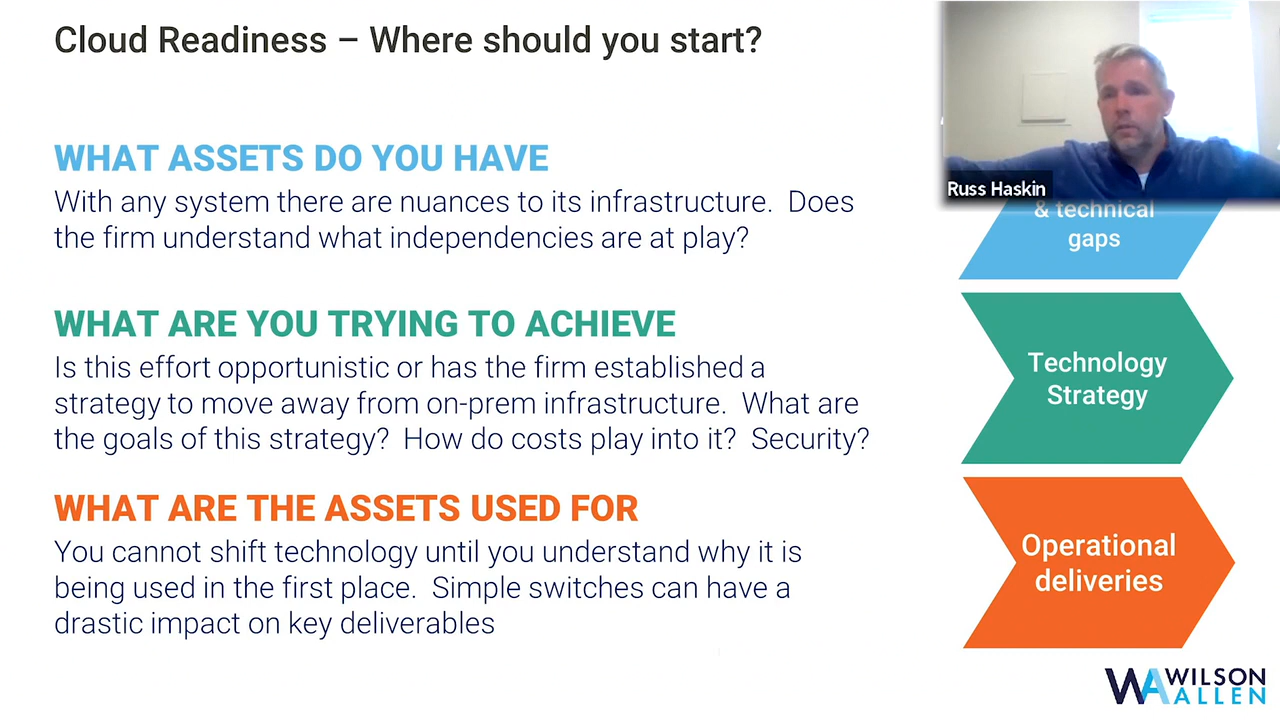 Cloud Readiness – Where should you start?
WHAT ASSETS DO YOU HAVE
With any system there are nuances to its infrastructure.  Does
the firm understand what independencies are at play?
WHAT ARE YOU TRYING TO ACHIEVE
Is this effort opportunistic or has the firm established a
strategy to move away from on-prem infrastructure.  What are
the goals of this strategy?  How do costs play into it?  Security?
WHAT ARE THE ASSETS USED FOR
You cannot shift technology until you understand why it is
being used in the first place.  Simple switches can have a
drastic impact on key deliverables
Russ Haskin
& technical
gaps
Technology
Strategy
Operational
deliveries
WA WILSON
ALLEN